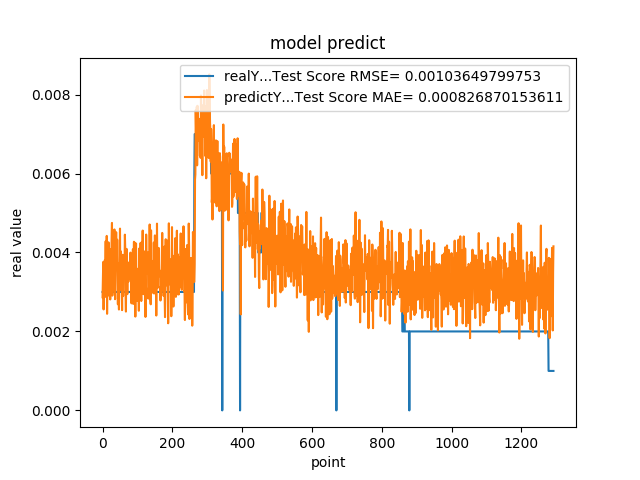 model predict
realY...Test Score RMSE= 0.00103649799753
predictY...Test Score MAE= 0.000826870153611
0.008
0.006
0.004
0.002
0.000
real value
0 200 400 600 800 1000 1200
point